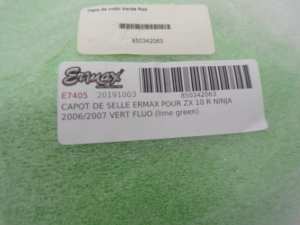 850342063
Ermax
E7405 20191003 850342063
CAPOT DE SELLE ERMAX POUR ZX 10 R NINJA
2006/2007 VERT FLUO (lime green)